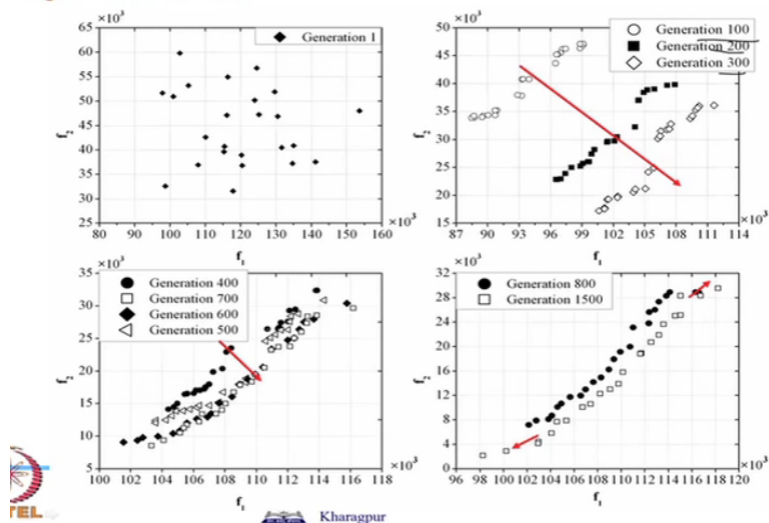 ×10³
65
60
55
50
45
40
35
30
25
f₂
Generation 1
80 90 100 110 120 130 140 150 160
×10³
f₁
×10³
50
45
40
35
30
25
20
15
f₂
Generation 100
Generation 200
Generation 300
87 90 93 96 99 102 105 108 111 114
×10³
f₁
×10³
35
30
25
20
15
10
5
f₂
Generation 400
Generation 700
Generation 600
Generation 500
100 102 104 106 108 110 112 114 116 118
×10³
f₁
×10³
32
28
24
20
16
12
8
4
0
f₂
Generation 800
Generation 1500
96 98 100 102 104 106 108 110 112 114 116 118 120
×10³
f₁
TEL
Kharagpur